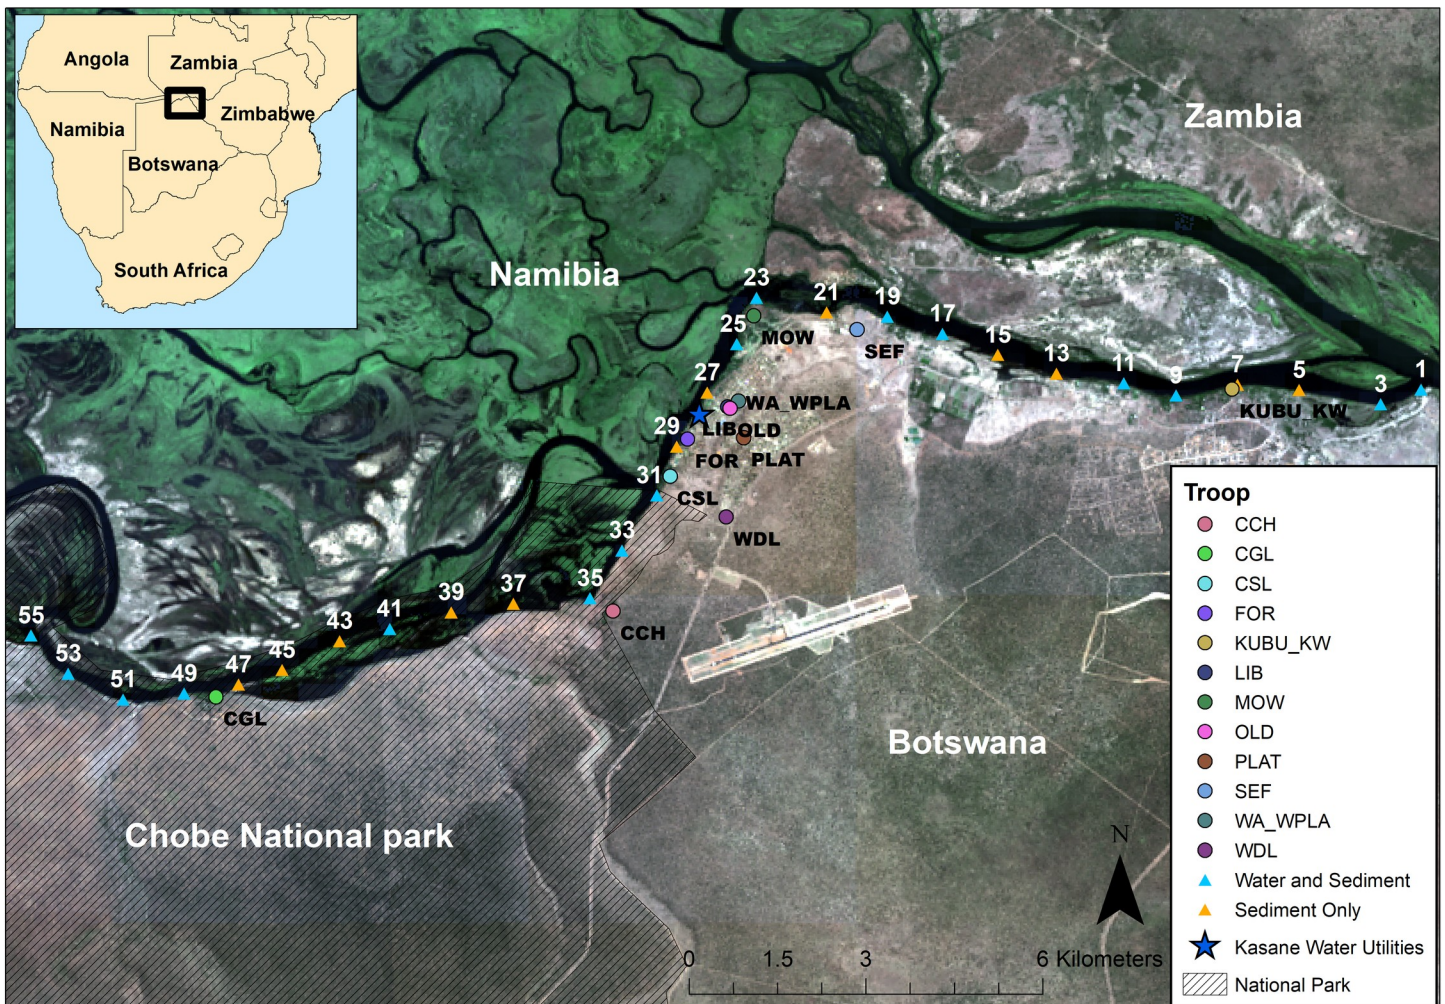 Angola
Zambia
Namibia
Zimbabwe
Botswana
South Africa
Zambia
Namibia
23
21
19
25
17
MOW
SEF
15
13
11
9
7
5
3
1
27
WA_WPLA
KUBU_KW
LIB
OLD
29
FOR
PLAT
31
CSL
WDL
33
35
37
39
CCH
41
43
45
47
49
51
53
55
CGL
Botswana
Chobe National park
N
0 1.5 3 6 Kilometers
Troop
CCH
CGL
CSL
FOR
KUBU_KW
LIB
MOW
OLD
PLAT
SEF
WA_WPLA
WDL
Water and Sediment
Sediment Only
Kasane Water Utilities
National Park